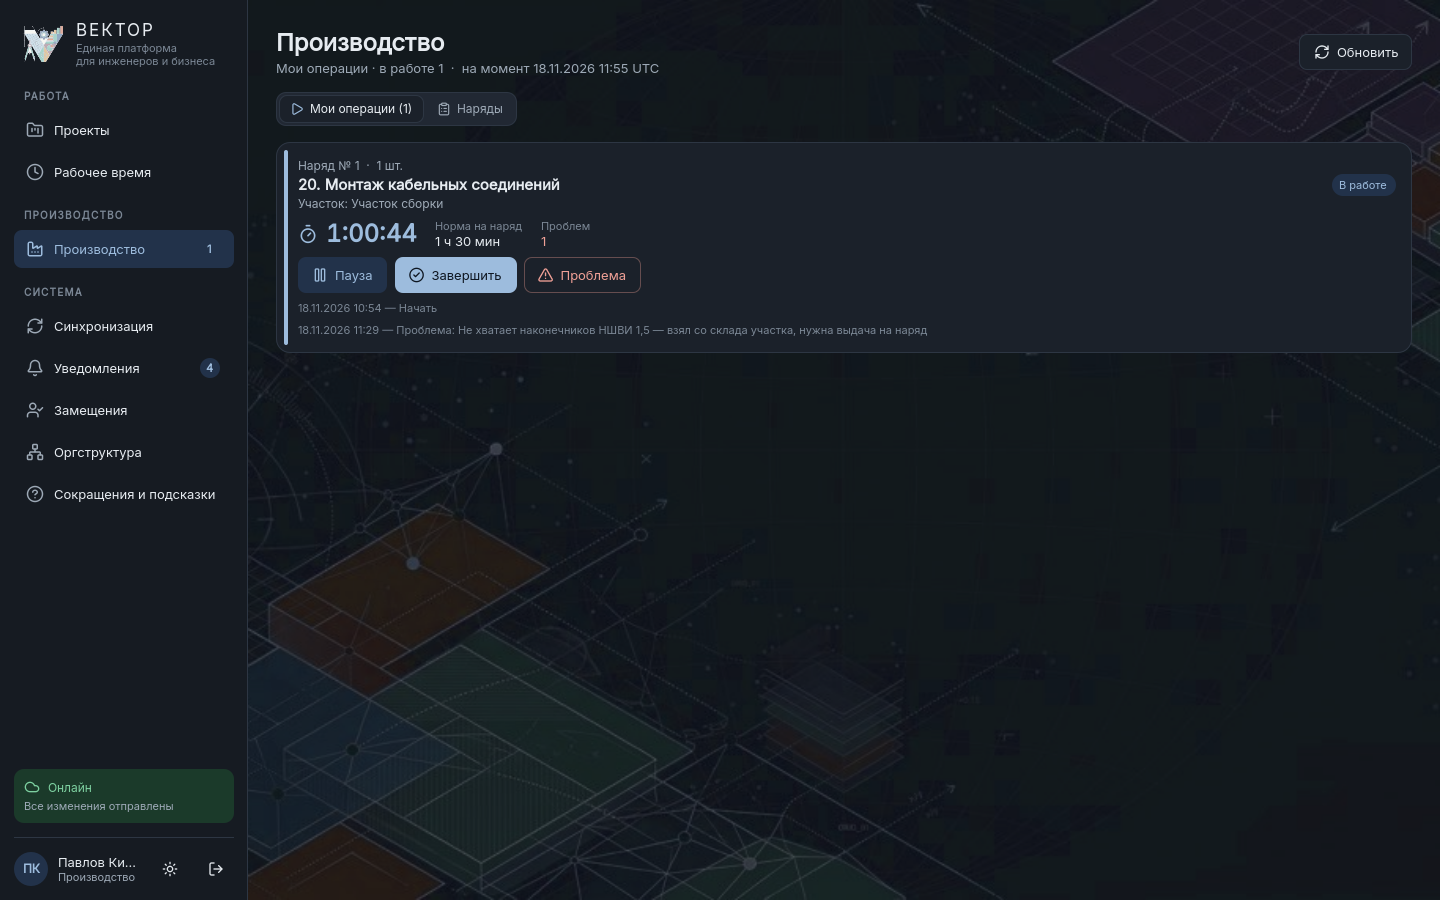 ВЕКТОР
Единая платформа
для инженеров и бизнеса
РАБОТА
Проекты
Рабочее время
ПРОИЗВОДСТВО
Производство 1
СИСТЕМА
Синхронизация
Уведомления 4
Замещения
Оргструктура
Сокращения и подсказки
Онлайн
Все изменения отправлены
ПК
Павлов Ки...
Производство
Производство
Мои операции · в работе 1 · на момент 18.11.2026 11:55 UTC
Обновить
Мои операции (1)
Наряды
Наряд № 1 · 1 шт.
20. Монтаж кабельных соединений
Участок: Участок сборки
В работе
1:00:44
Норма на наряд
1 ч 30 мин
Проблем
1
Пауза
Завершить
Проблема
18.11.2026 10:54 — Начать
18.11.2026 11:29 — Проблема: Не хватает наконечников НШВИ 1,5 — взял со склада участка, нужна выдача на наряд